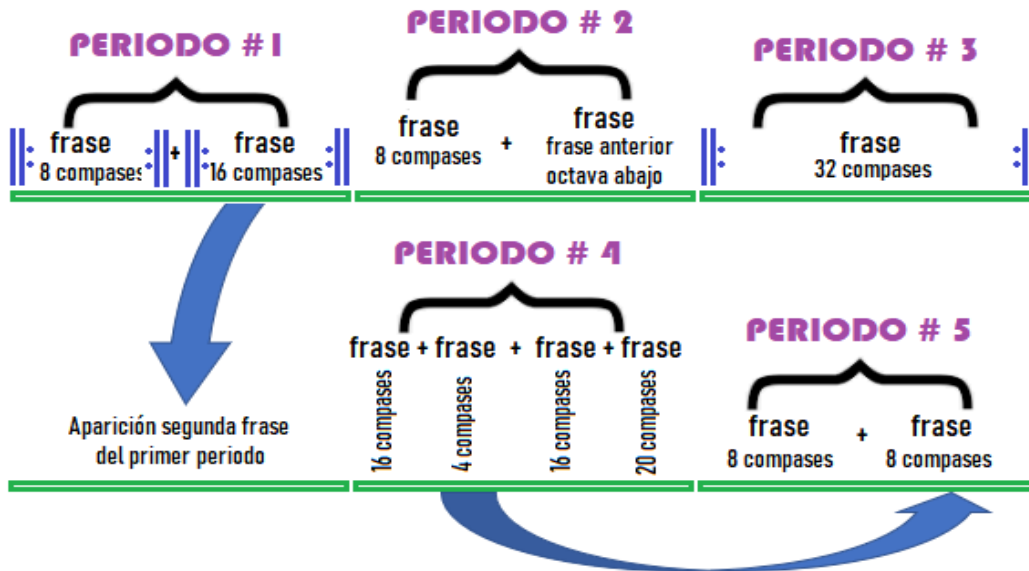 PERIODO #1
frase
8 compases
+
frase
16 compases
PERIODO # 2
frase
8 compases
+
frase
frase anterior
octava abajo
PERIODO # 3
frase
32 compases
Aparición segunda frase
del primer periodo
PERIODO # 4
frase + frase + frase + frase
16 compases
4 compases
16 compases
20 compases
PERIODO # 5
frase
8 compases
+
frase
8 compases